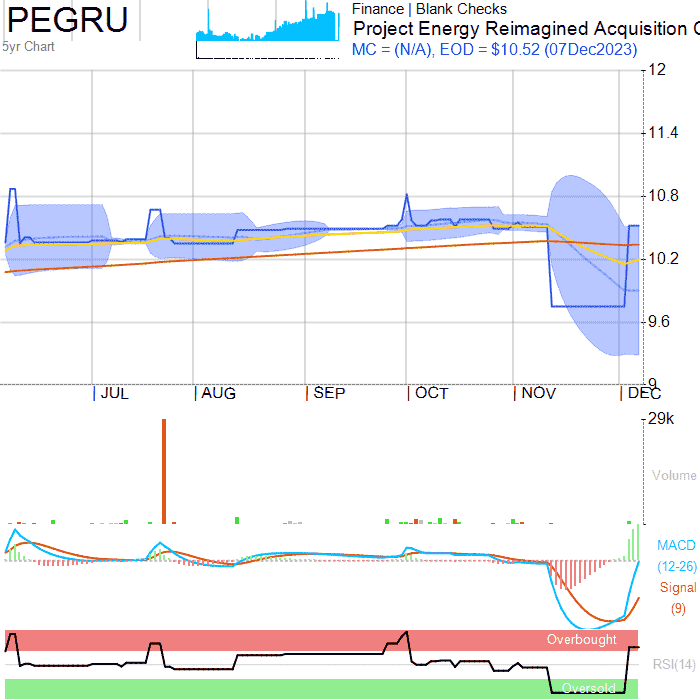 PEGRU
5yr Chart
Finance | Blank Checks
Project Energy Reimagined Acquisition C
MC = (N/A), EOD = $10.52 (07Dec2023)
12
11.4
10.8
10.2
9.6
9
JUL AUG SEP OCT NOV DEC
29k
Volume
MACD
(12-26)
Signal
(9)
Overbought
RSI(14)
Oversold